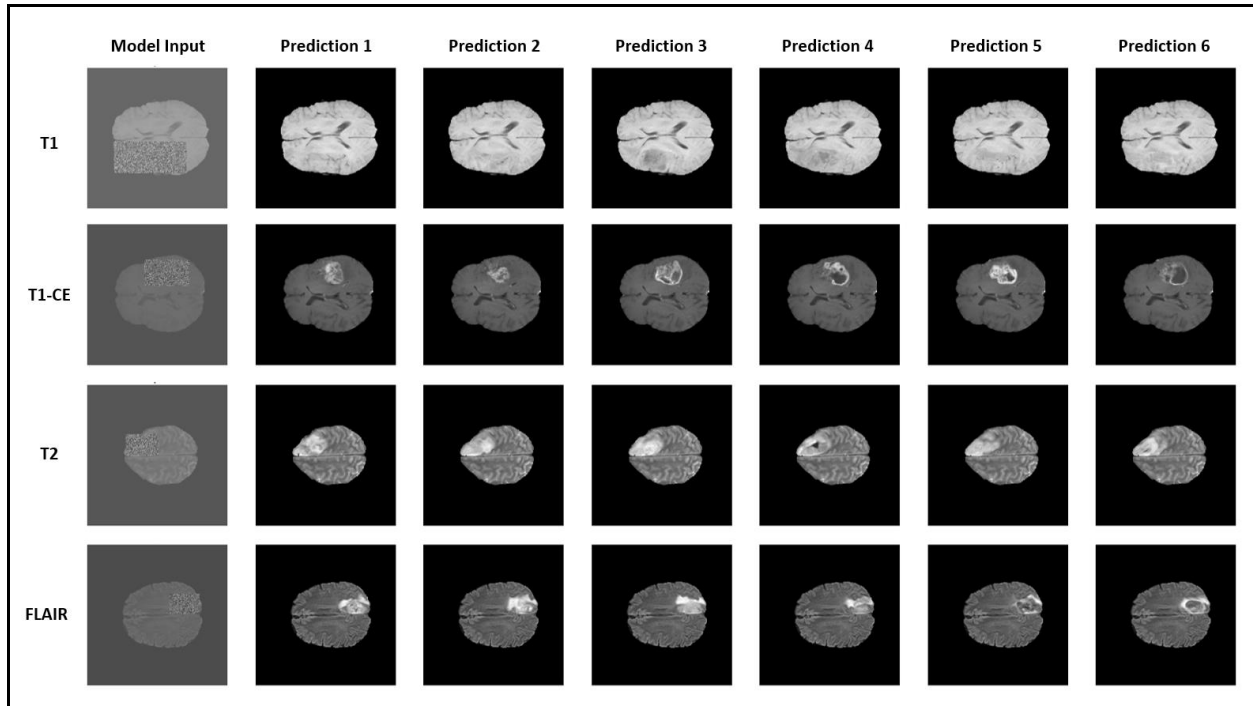 Model Input Prediction 1 Prediction 2 Prediction 3 Prediction 4 Prediction 5 Prediction 6
T1
T1-CE
T2
FLAIR